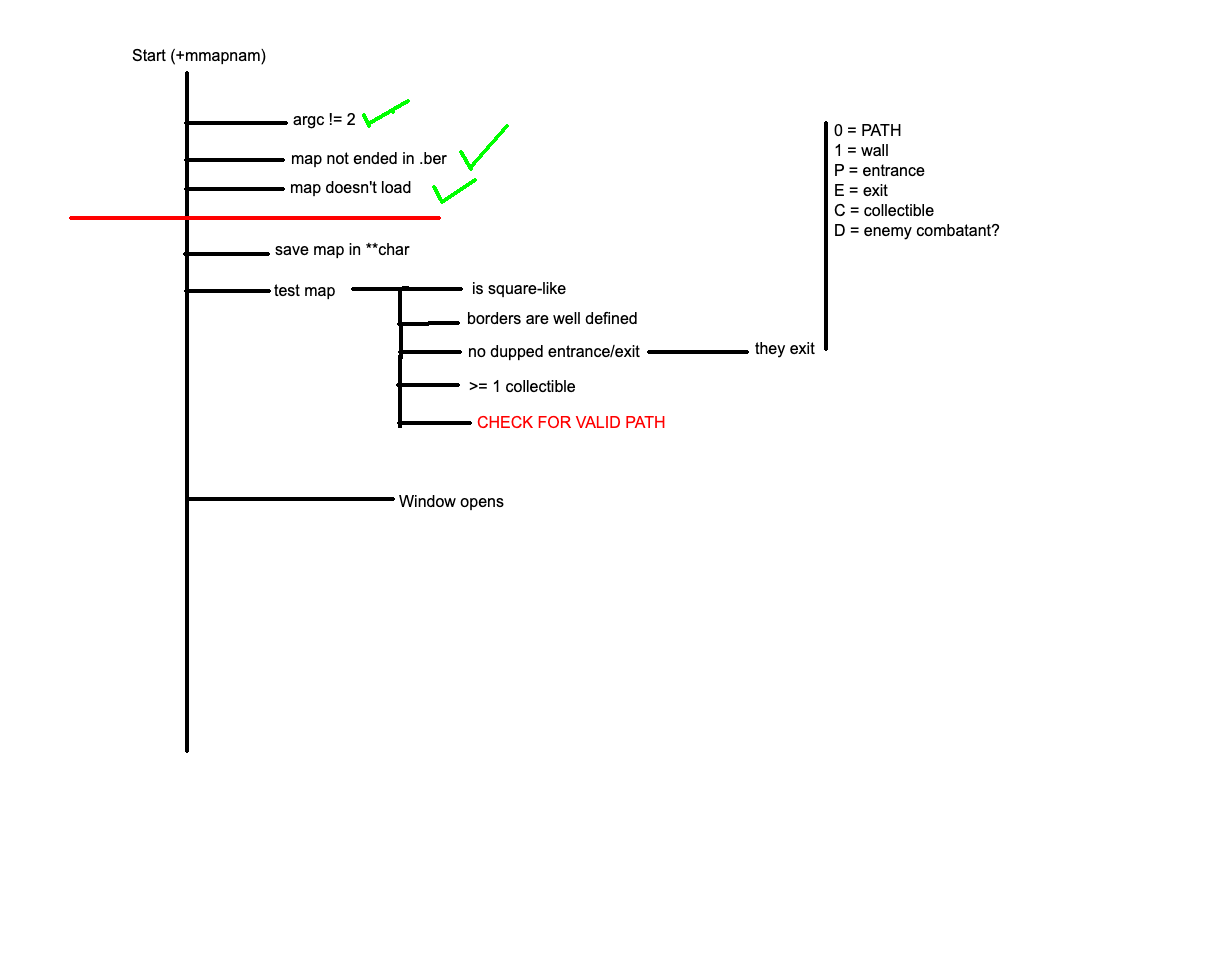 Start (+mmapnam)
argc != 2
map not ended in .ber
map doesn't load
save map in **char
test map
is square-like
borders are well defined
no dupped entrance/exit
they exit
>= 1 collectible
CHECK FOR VALID PATH
Window opens
0 = PATH
1 = wall
P = entrance
E = exit
C = collectible
D = enemy combatant?